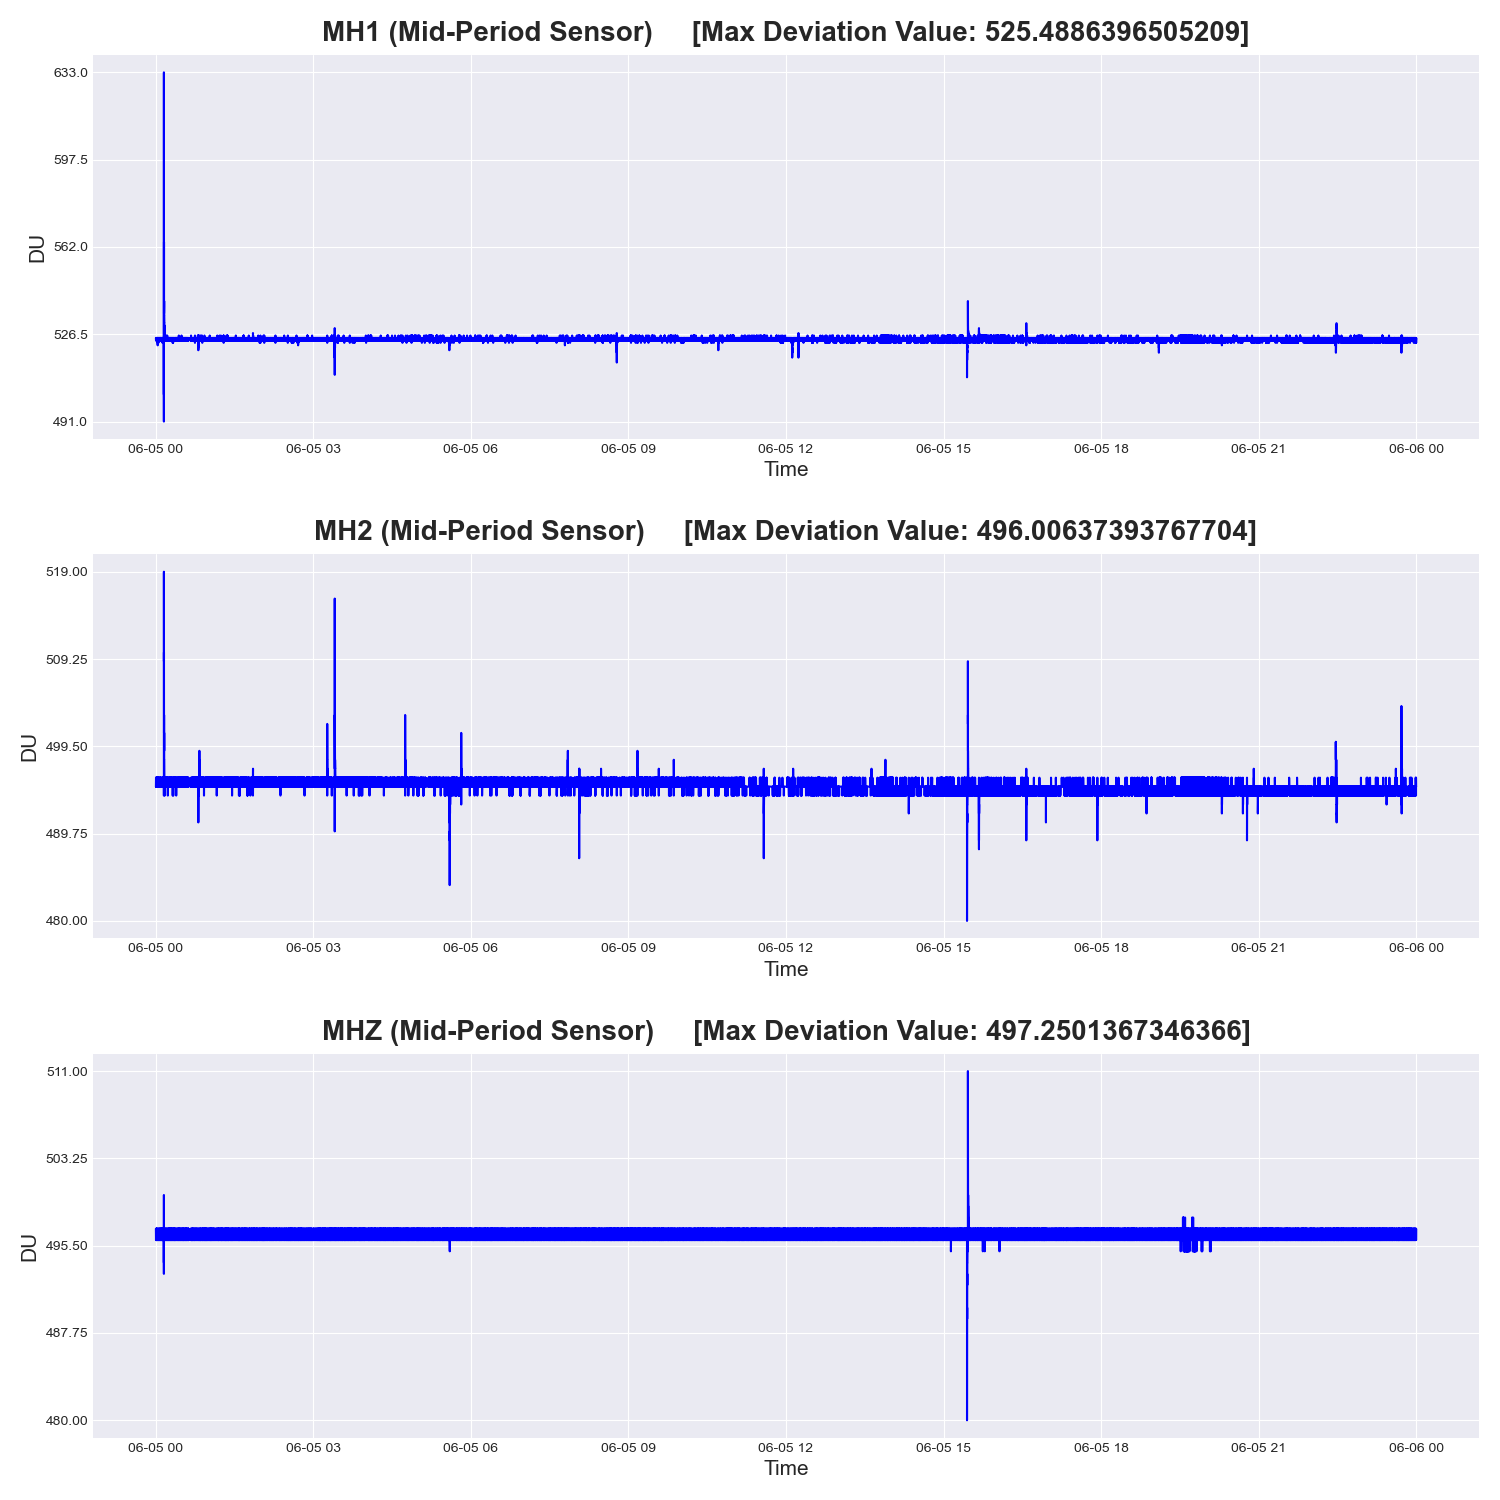 MH1 (Mid-Period Sensor) [Max Deviation Value: 525.4886396505209]
633.0
597.5
562.0
526.5
491.0
DU
06-05 00 06-05 03 06-05 06 06-05 09 06-05 12 06-05 15 06-05 18 06-05 21 06-06 00
Time
MH2 (Mid-Period Sensor) [Max Deviation Value: 496.00637393767704]
519.00
509.25
499.50
489.75
480.00
DU
06-05 00 06-05 03 06-05 06 06-05 09 06-05 12 06-05 15 06-05 18 06-05 21 06-06 00
Time
MHZ (Mid-Period Sensor) [Max Deviation Value: 497.2501367346366]
511.00
503.25
495.50
487.75
480.00
DU
06-05 00 06-05 03 06-05 06 06-05 09 06-05 12 06-05 15 06-05 18 06-05 21 06-06 00
Time